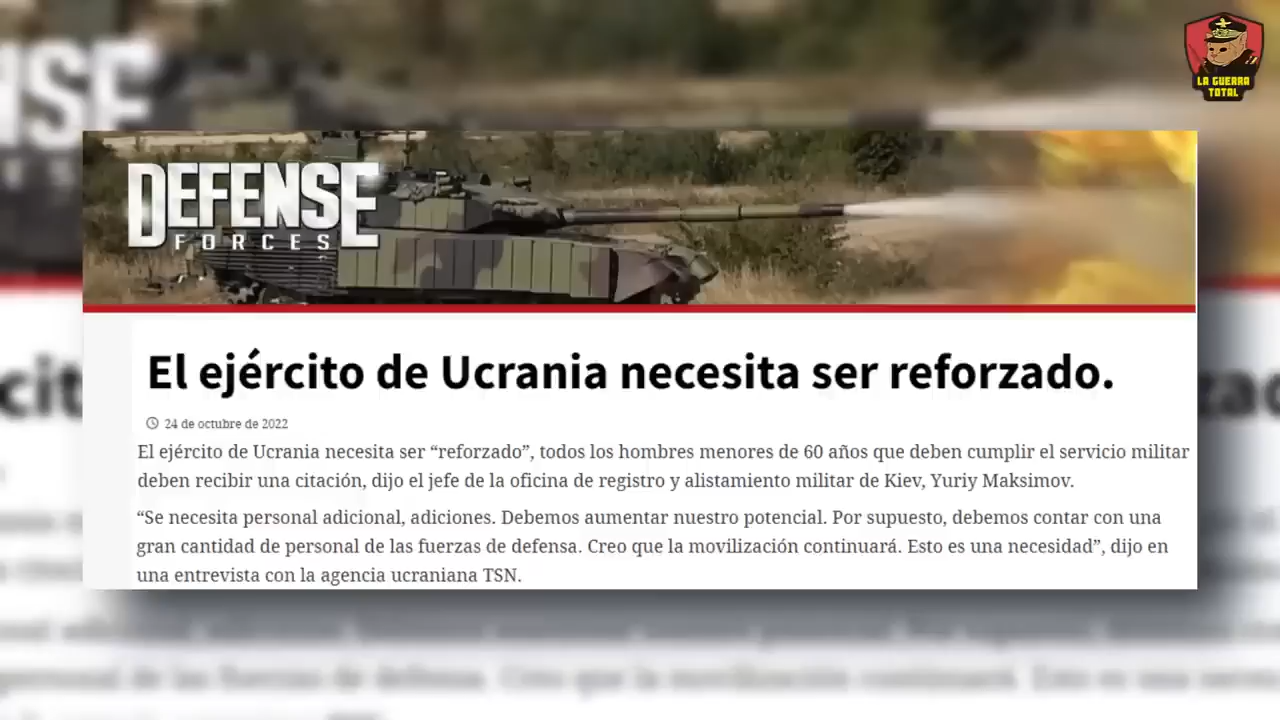 LA GUERRA
TOTAL
DEFENSE
FORCES
El ejército de Ucrania necesita ser reforzado.
24 de octubre de 2022
El ejército de Ucrania necesita ser “reforzado”, todos los hombres menores de 60 años que deben cumplir el servicio militar
deben recibir una citación, dijo el jefe de la oficina de registro y alistamiento militar de Kiev, Yuriy Maksimov.
“Se necesita personal adicional, adiciones. Debemos aumentar nuestro potencial. Por supuesto, debemos contar con una
gran cantidad de personal de las fuerzas de defensa. Creo que la movilización continuará. Esto es una necesidad”, dijo en
una entrevista con la agencia ucraniana TSN.